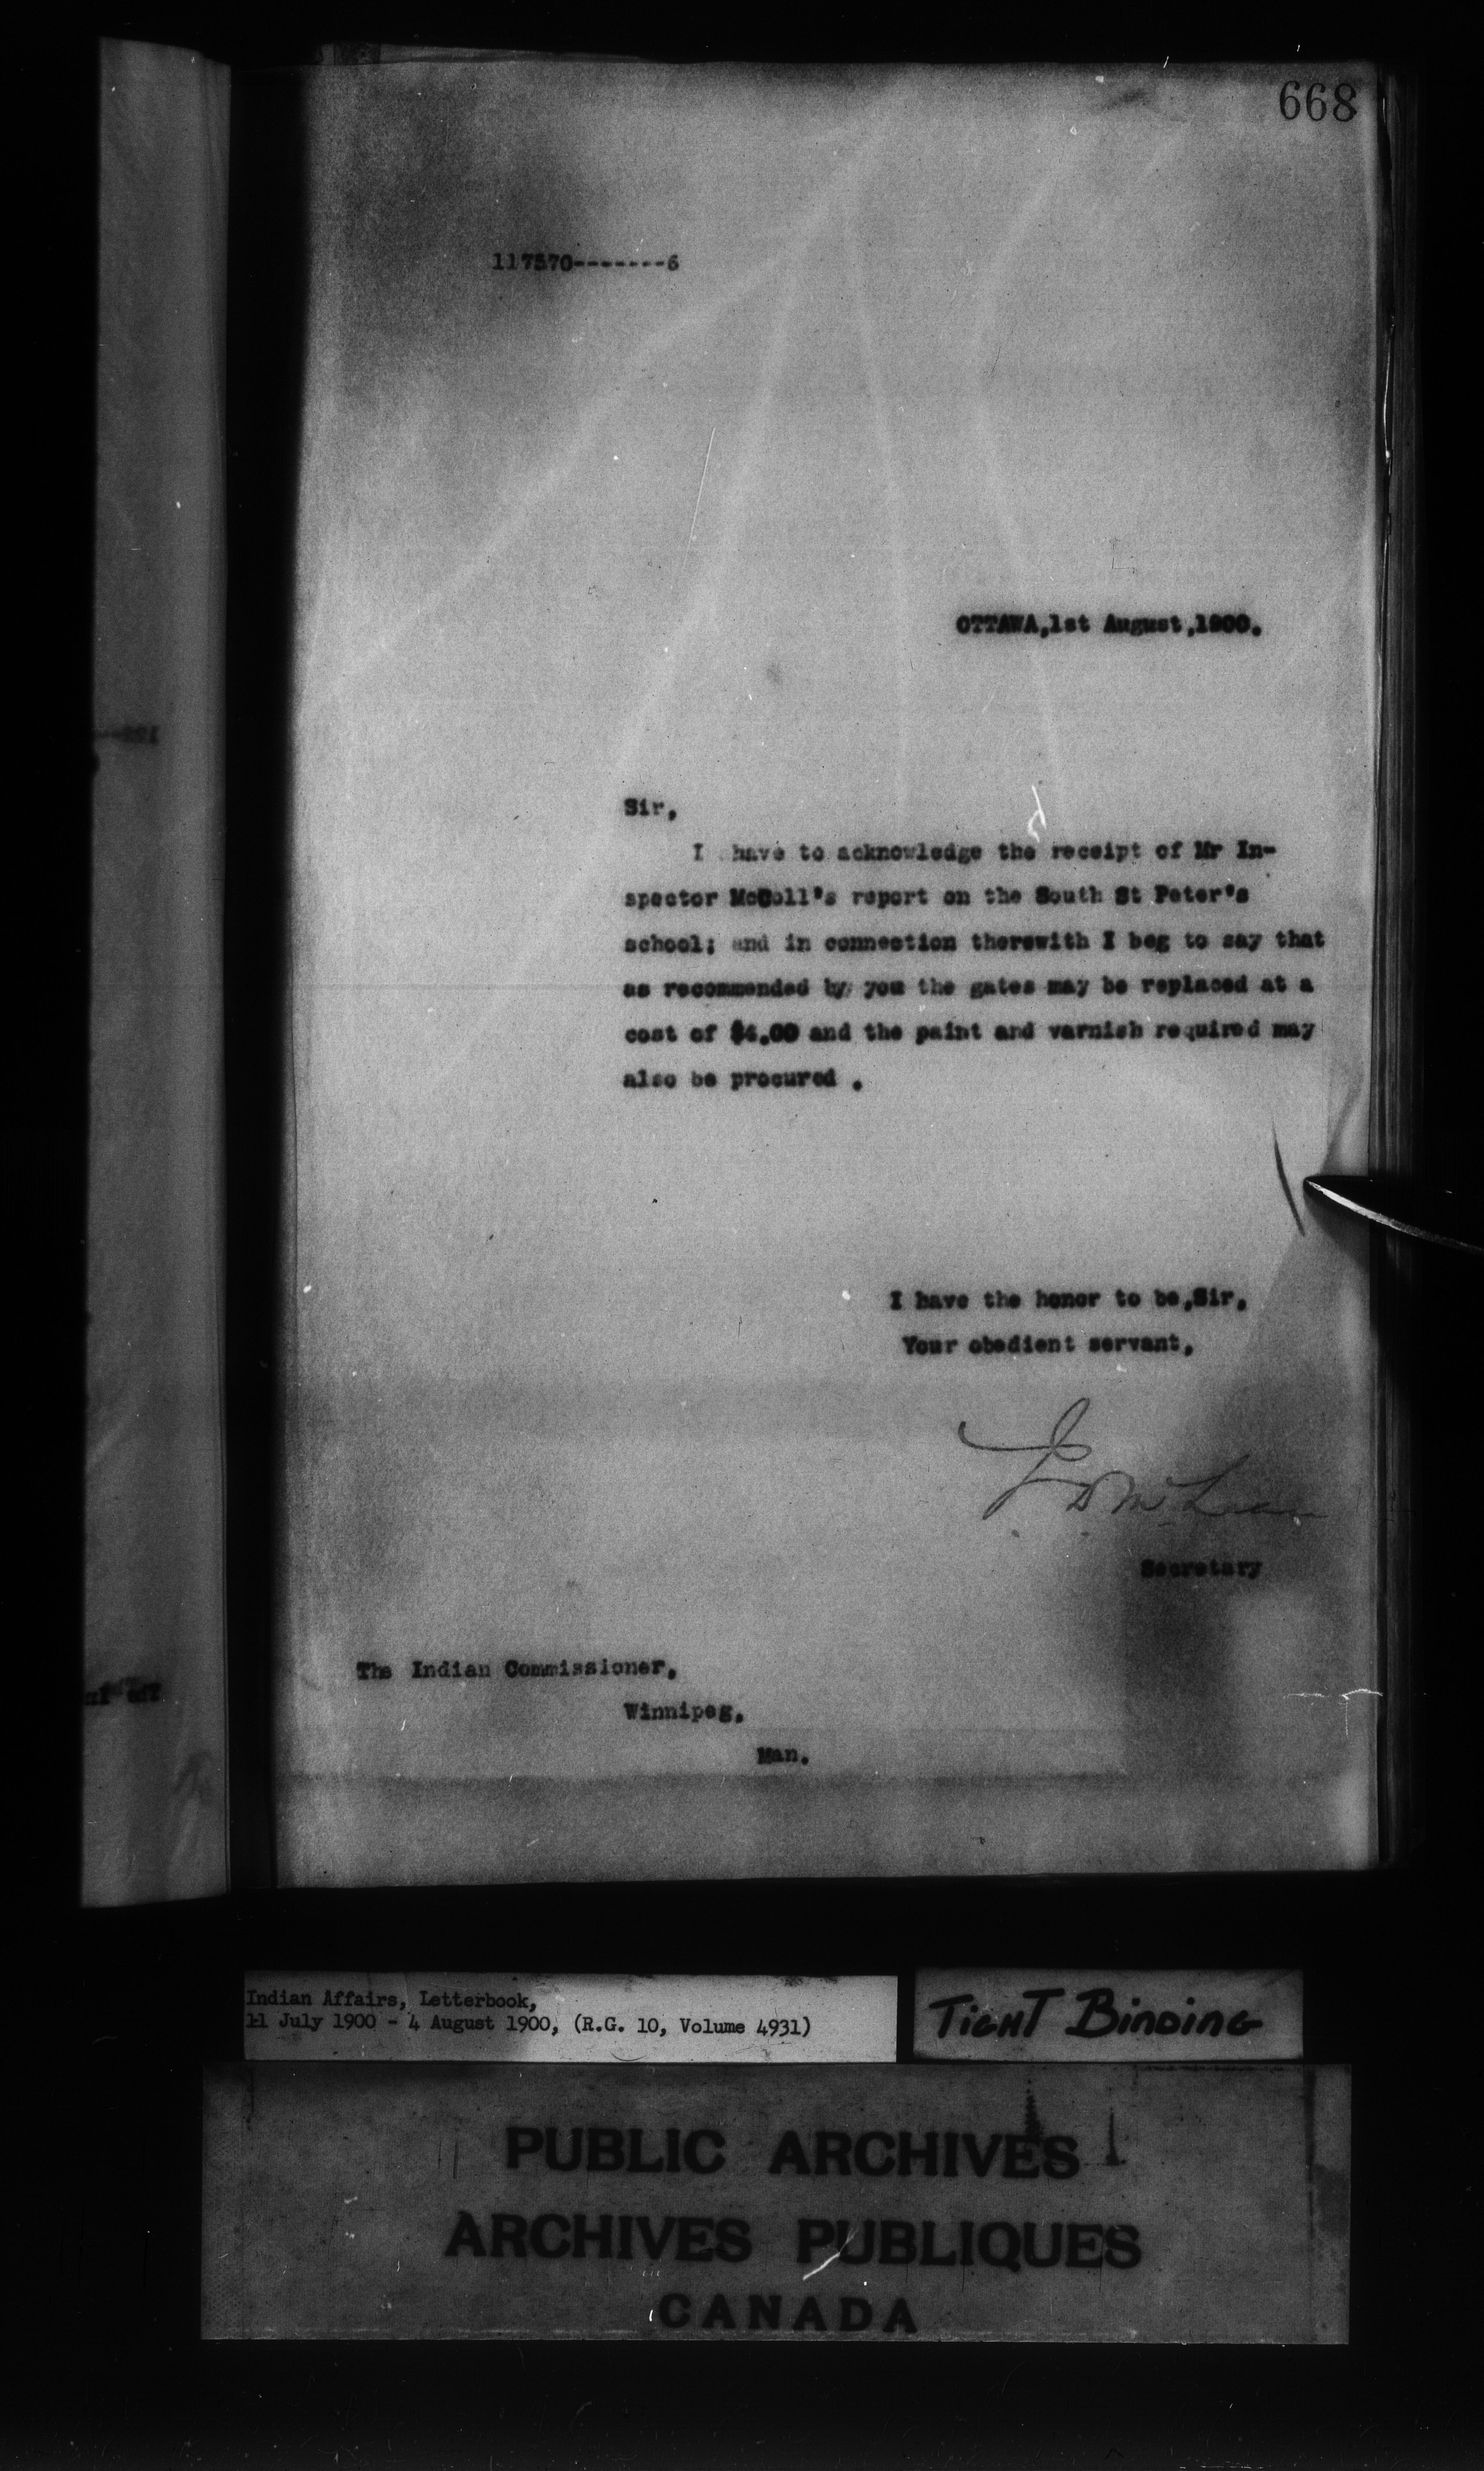 668
117570-------6
OTTAWA,1st August,1900.
Sir,
I have to acknowledge the receipt of Mr In-
spector McColl's report on the South St Peter's
school; and in connection therewith I beg to say that
as recommended by you the gates may be replaced at a
cost of $4.00 and the paint and varnish required may
also be procured .
I have the honor to be,Sir,
Your obedient servant,
J D McLean
Secretary
The Indian Commissioner,
Winnipeg,
Man.
Indian Affairs, Letterbook,
11 July 1900 - 4 August 1900, (R.G. 10, Volume 4931)
TIGHT BINDING
PUBLIC ARCHIVES
ARCHIVES PUBLIQUES
CANADA